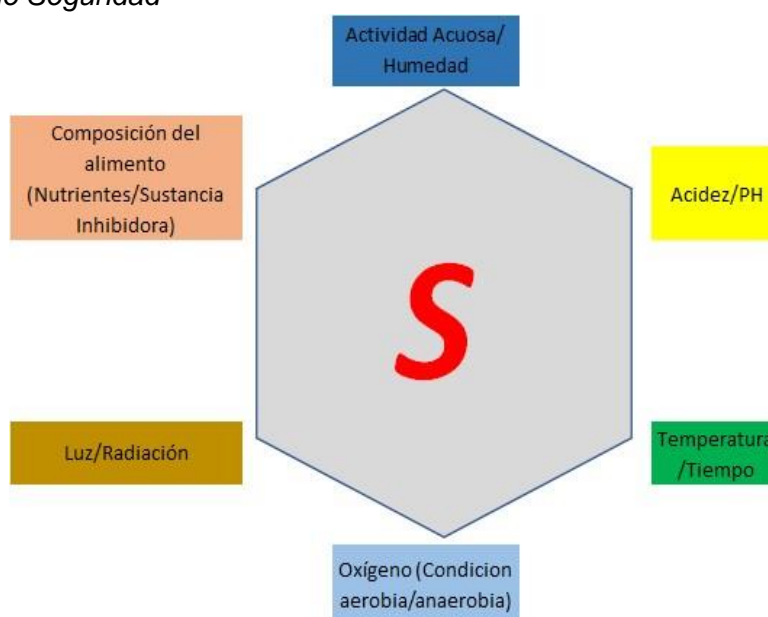 Seguridad
Actividad Acuosa/
Humedad
Composición del
alimento
(Nutrientes/Sustancia
Inhibidora)
Acidez/PH
S
Luz/Radiación
Temperatura
/Tiempo
Oxígeno (Condicion
aerobia/anaerobia)